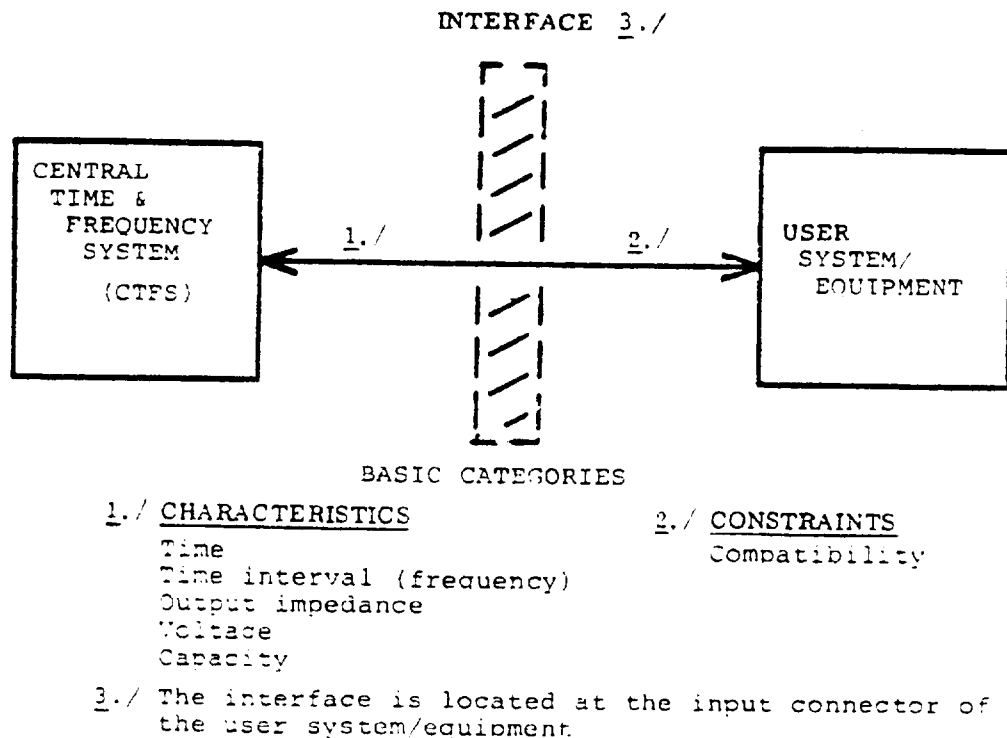 INTERFACE 3./
CENTRAL
TIME &
FREQUENCY
SYSTEM
(CTFS)
1./
2./
USER
SYSTEM/
EQUIPMENT
BASIC CATEGORIES
1./ CHARACTERISTICS
Time
Time interval (frequency)
Output impedance
Voltage
Capacity
2./ CONSTRAINTS
Compatibility
3./ The interface is located at the input connector of
the user system/equipment